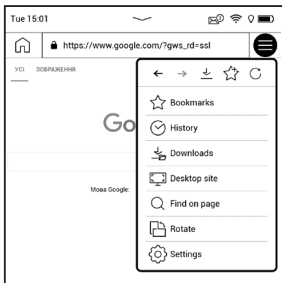 Tue 15:01
https://www.google.com/?gws_rd=ssl
УСІ ЗОБРАЖЕННЯ
Go
Мова Google:
Bookmarks
History
Downloads
Desktop site
Find on page
Rotate
Settings